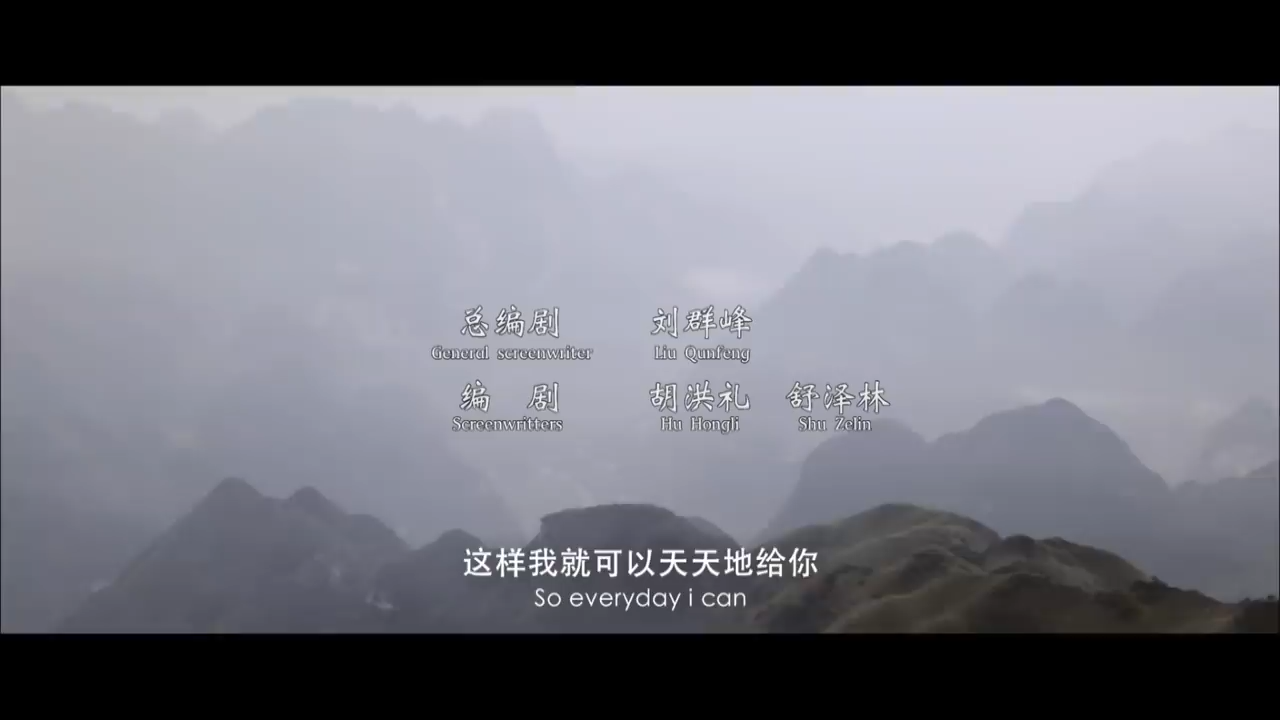 总编剧 刘群峰
General screenwriter Liu Qunfeng
编 剧 胡洪礼 舒泽林
Screenwritters Hu Hongli Shu Zelin
这样我就可以天天地给你
So everyday i can